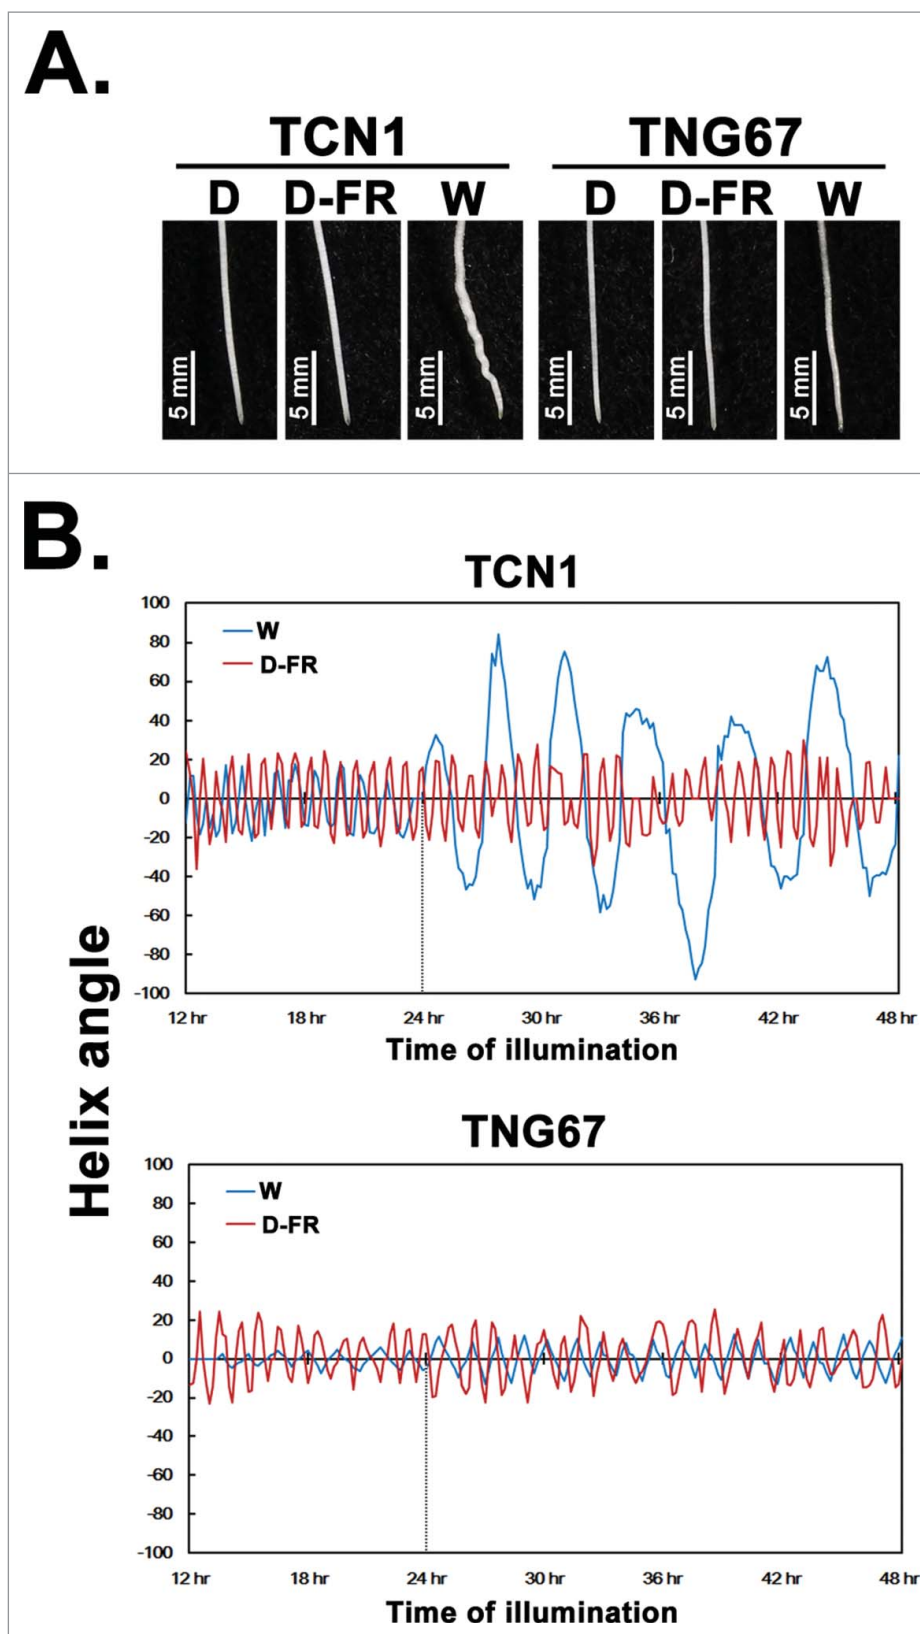 A.
TCN1 TNG67
D D-FR W D D-FR W
5 mm 5 mm 5 mm 5 mm 5 mm 5 mm
B.
TCN1
W
D-FR
100
80
60
40
20
0
-20
-40
-60
-80
-100
12 hr 18 hr 24 hr 30 hr 36 hr 42 hr 48 hr
Time of illumination
Helix angle
TNG67
W
D-FR
100
80
60
40
20
0
-20
-40
-60
-80
-100
12 hr 18 hr 24 hr 30 hr 36 hr 42 hr 48 hr
Time of illumination